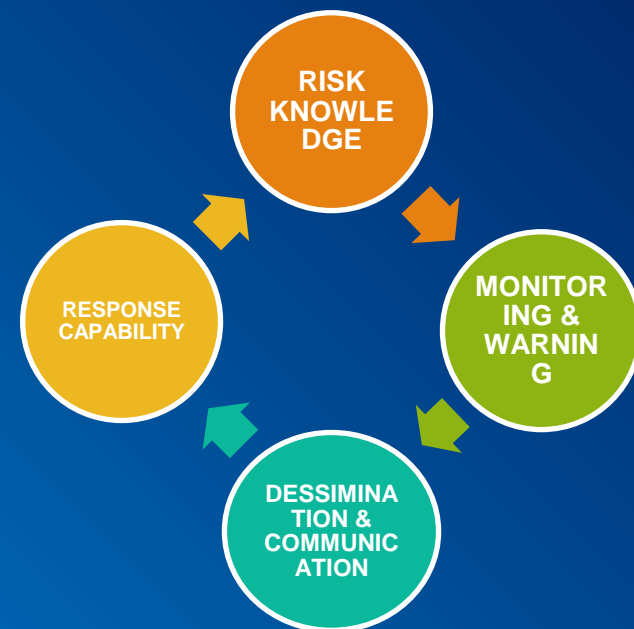 RISK
KNOWLE
DGE
MONITOR
ING &
WARNIN
G
DESSIMINA
TION &
COMMUNIC
ATION
RESPONSE
CAPABILITY